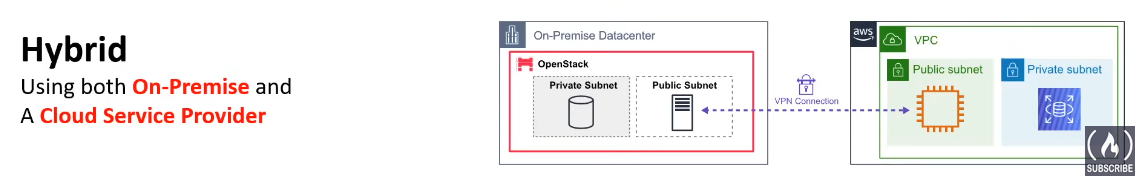 Hybrid
Using both On-Premise and
A Cloud Service Provider
On-Premise Datacenter
OpenStack
Private Subnet
Public Subnet
VPN Connection
aws
VPC
Public subnet
Private subnet
SUBSCRIBE